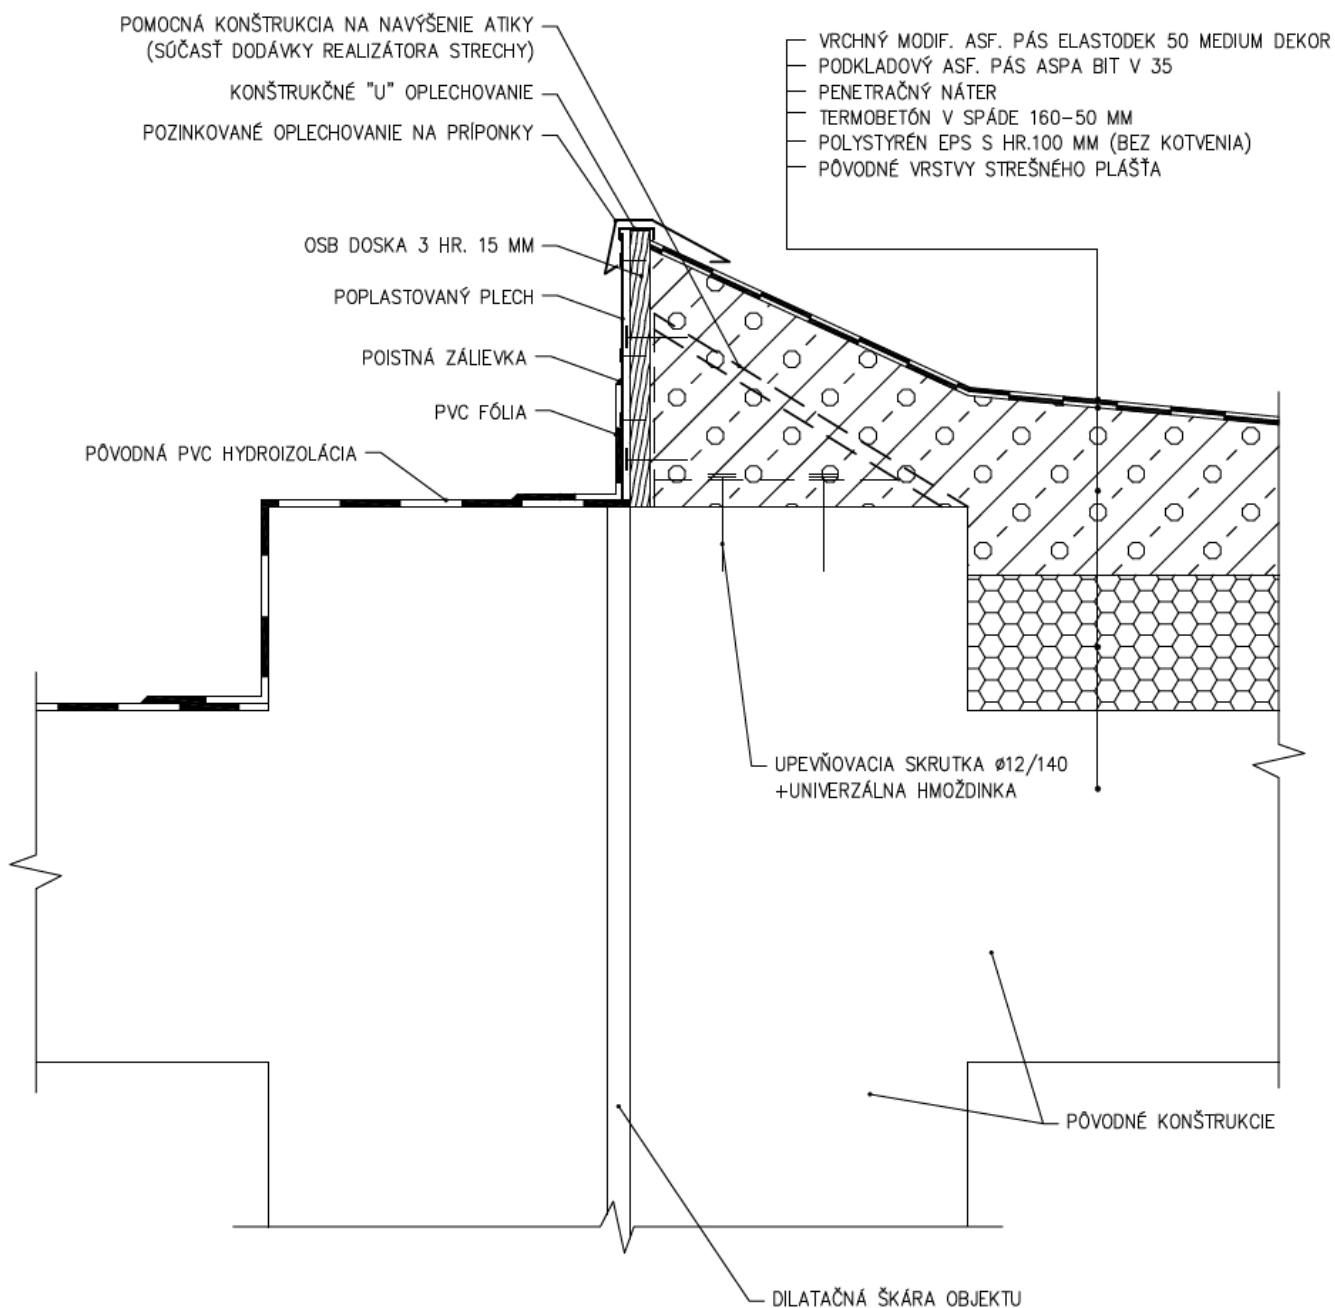 POMOCNÁ KONŠTRUKCIA NA NAVÝŠENIE ATIKY
(SÚČASŤ DODÁVKY REALIZÁTORA STRECHY)
KONŠTRUKČNÉ "U" OPLECHOVANIE
POZINKOVANÉ OPLECHOVANIE NA PRÍPONKY
VRCHNÝ MODIF. ASF. PÁS ELASTODEK 50 MEDIUM DEKOR
PODKLADOVÝ ASF. PÁS ASPA BIT V 35
PENETRAČNÝ NÁTER
TERMOBETÓN V SPÁDE 160-50 MM
POLYSTYRÉN EPS S HR.100 MM (BEZ KOTVENIA)
PÔVODNÉ VRSTVY STREŠNÉHO PLÁŠŤA
OSB DOSKA 3 HR. 15 MM
POPLASTOVANÝ PLECH
POISTNÁ ZÁLIEVKA
PVC FÓLIA
PÔVODNÁ PVC HYDROIZOLÁCIA
UPEVŇOVACIA SKRUTKA ø12/140
+UNIVERZÁLNA HMOŽDINKA
PÔVODNÉ KONŠTRUKCIE
DILATAČNÁ ŠKÁRA OBJEKTU